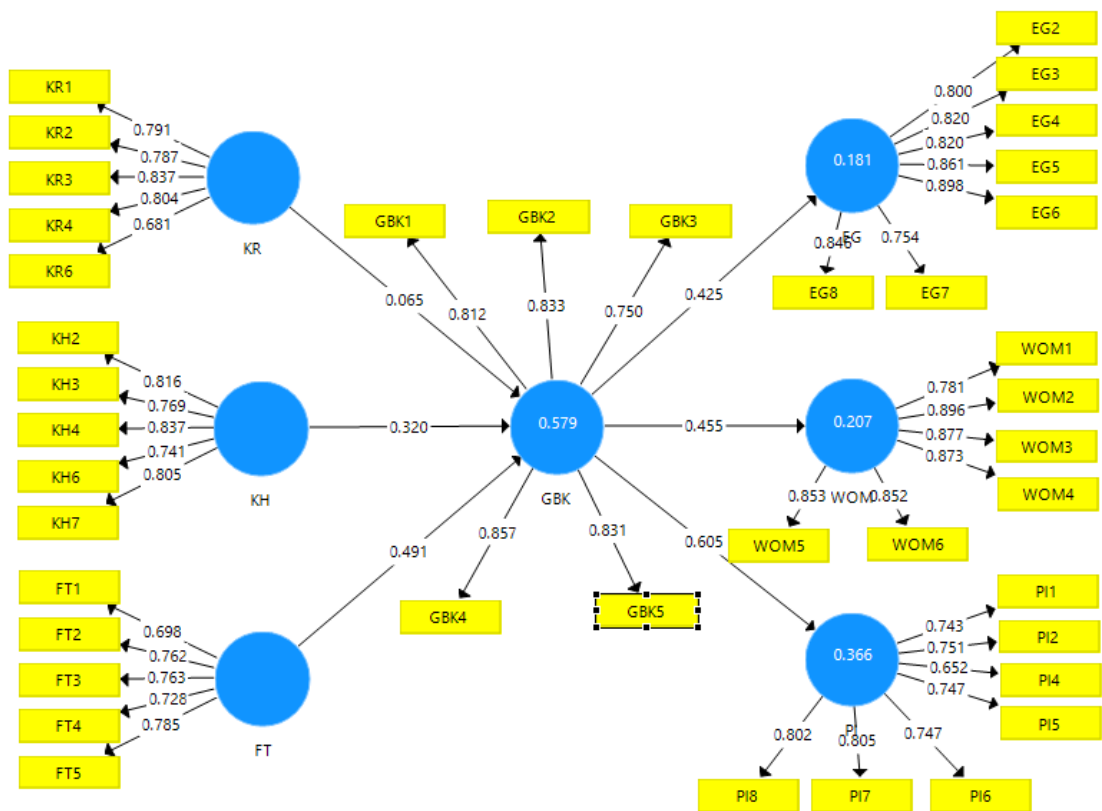 EG2
KR1
EG3
0.800
0.791
0.820
KR2
EG4
0.787
0.181
0.820
KR3
0.837
0.861
EG5
0.804
0.898
KR4
0.681
GBK1
GBK2
GBK3
EG6
KR
0.846
EG
0.754
KR6
EG8
EG7
0.065
0.812
0.833
0.750
0.425
KH2
WOM1
KH3
0.816
0.781
WOM2
0.769
0.896
KH4
0.837
0.320
0.579
0.455
0.207
0.877
WOM3
0.741
0.873
KH6
0.805
KH
GBK
0.853
WOM
0.852
WOM4
KH7
0.857
0.831
0.605
WOM5
WOM6
0.491
FT1
GBK4
GBK5
PI1
0.698
0.743
FT2
0.762
0.751
PI2
FT3
0.763
0.366
0.652
PI4
0.728
0.747
FT4
0.785
PI5
FT
0.802
PI
0.805
0.747
FT5
PI8
PI7
PI6